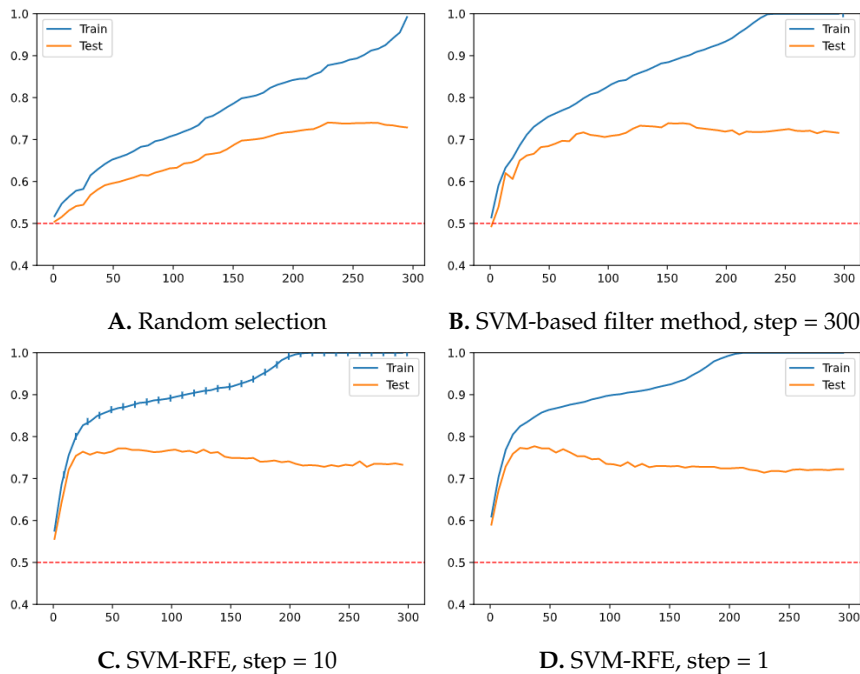 1.0
0.9
0.8
0.7
0.6
0.5
0.4
Train
Test
0 50 100 150 200 250 300
A. Random selection
1.0
0.9
0.8
0.7
0.6
0.5
0.4
Train
Test
0 50 100 150 200 250 300
B. SVM-based filter method, step = 300
1.0
0.9
0.8
0.7
0.6
0.5
0.4
Train
Test
0 50 100 150 200 250 300
C. SVM-RFE, step = 10
1.0
0.9
0.8
0.7
0.6
0.5
0.4
Train
Test
0 50 100 150 200 250 300
D. SVM-RFE, step = 1